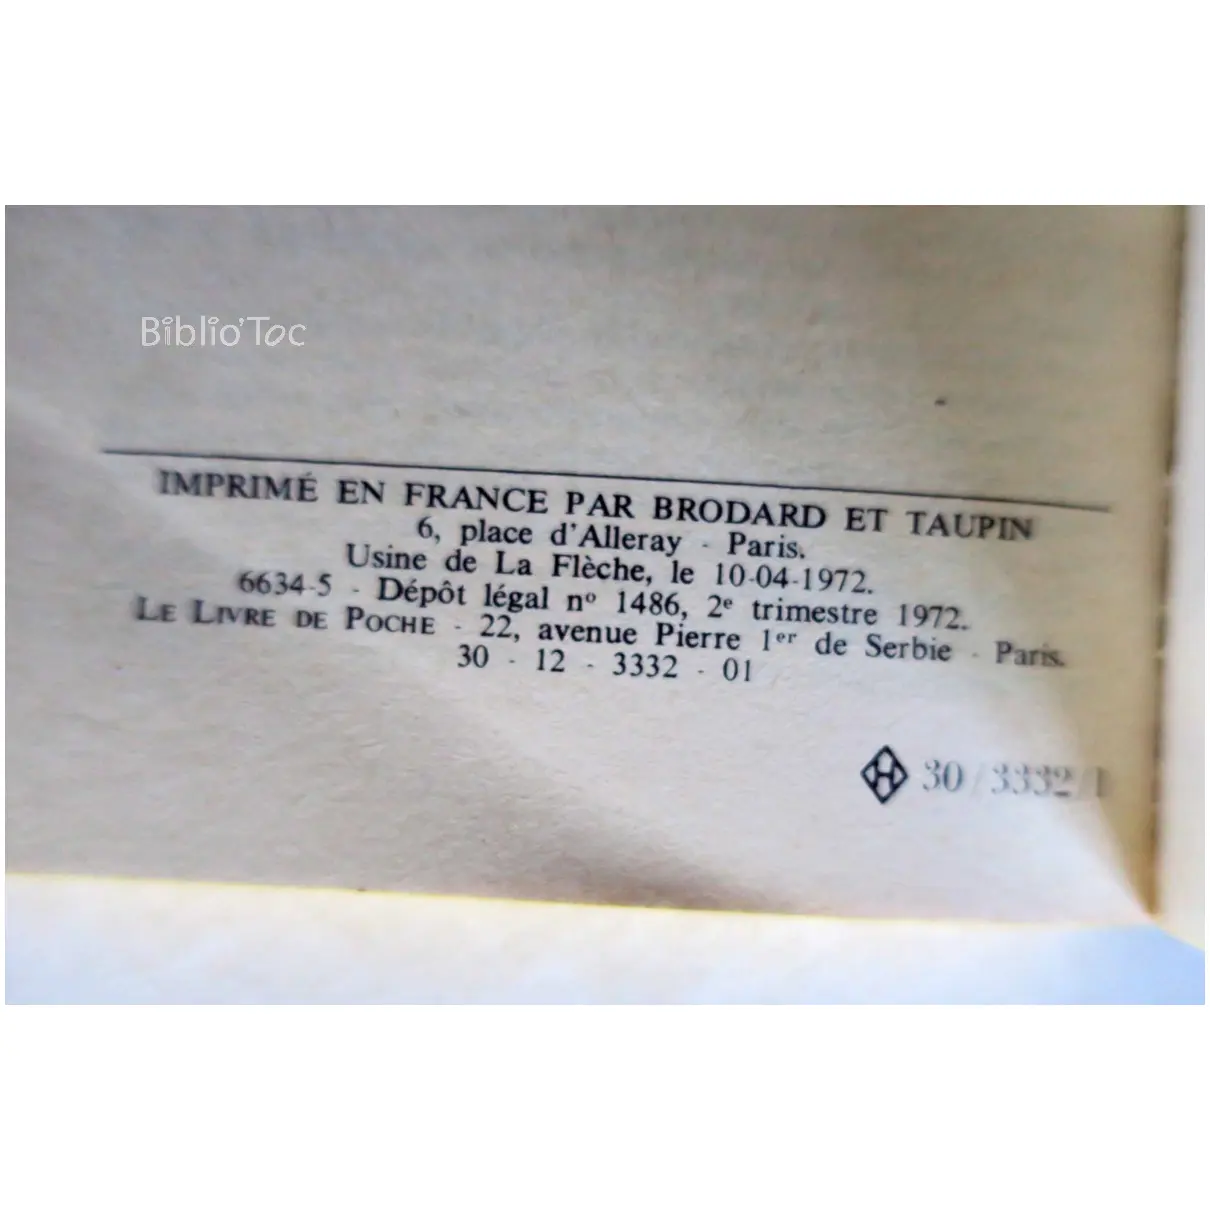 Biblio'Toc
IMPRIMÉ EN FRANCE PAR BRODARD ET TAUPIN
6, place d'Alleray - Paris.
Usine de La Flèche, le 10-04-1972.
6634-5 - Dépôt légal nº 1486, 2e trimestre 1972.
LE LIVRE DE POCHE - 22, avenue Pierre 1er de Serbie - Paris.
30 - 12 - 3332 - 01
30/3332/1